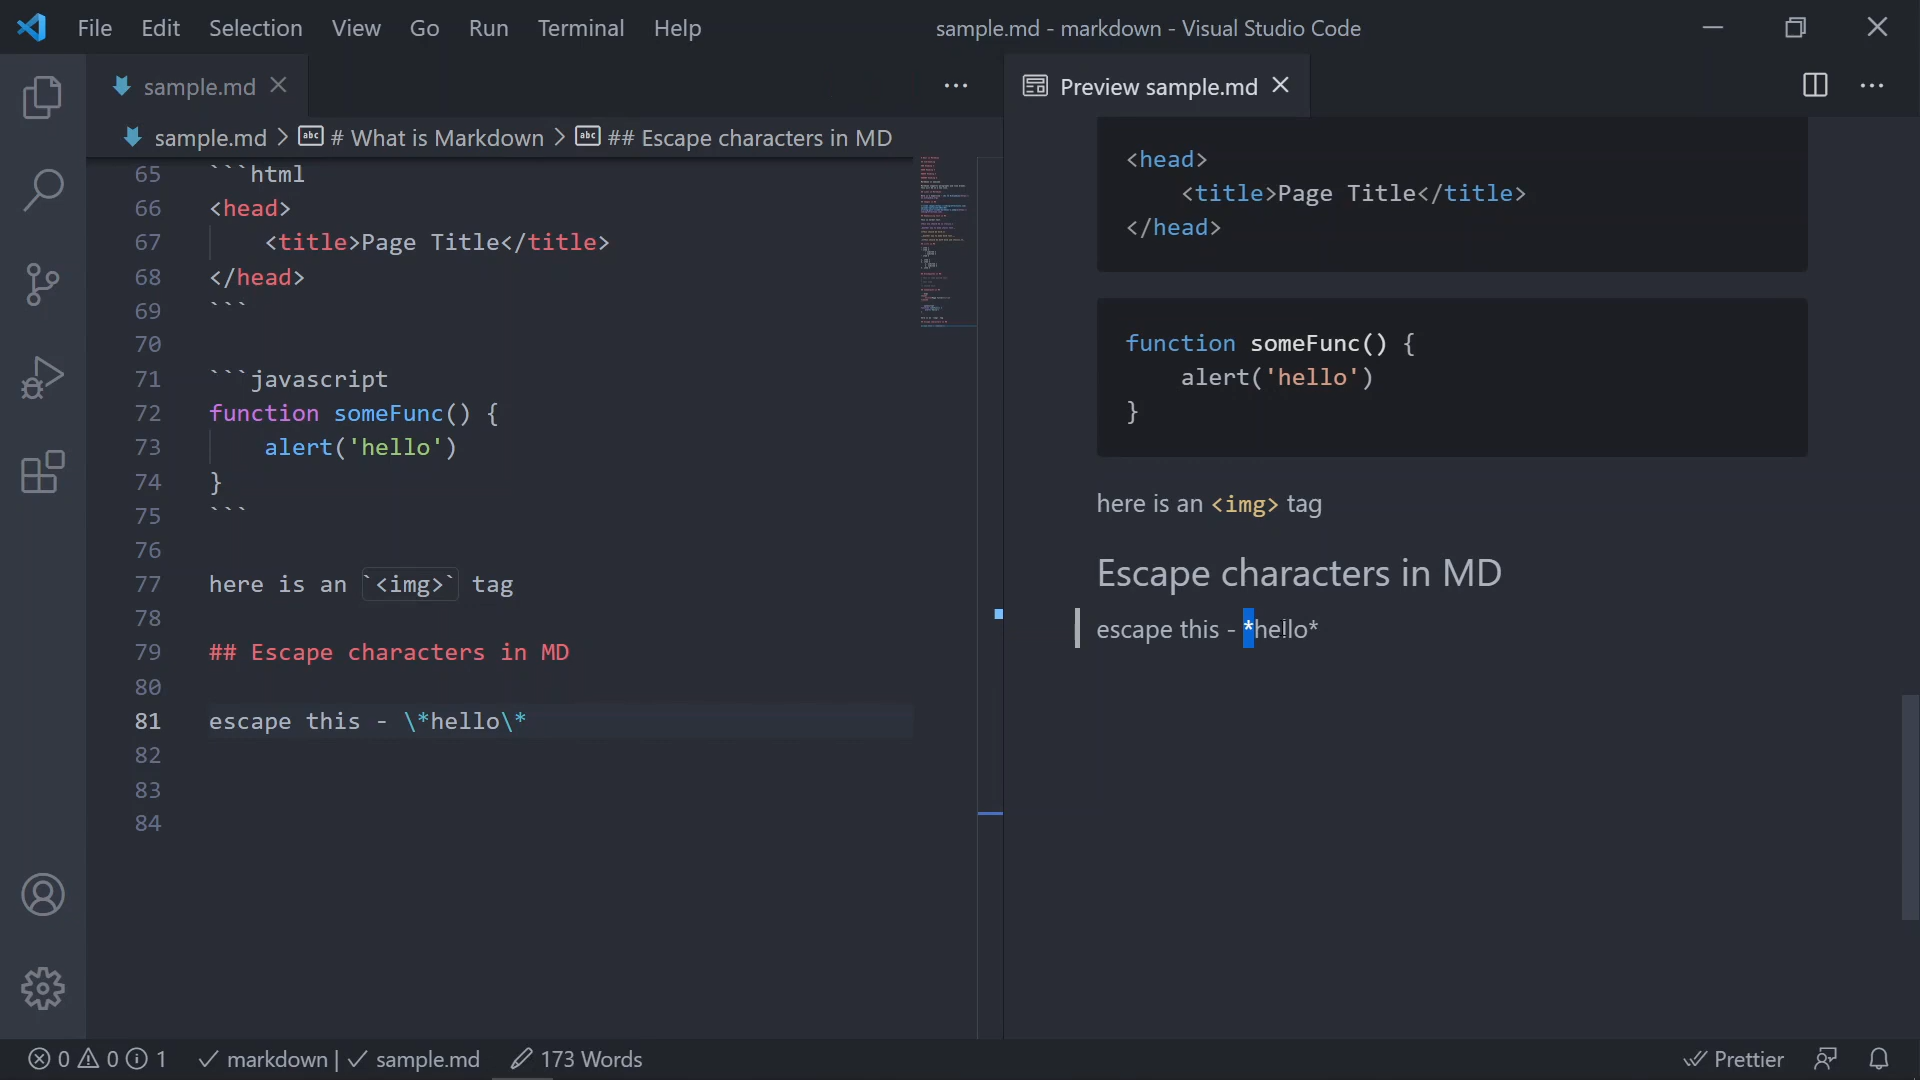 File Edit Selection View Go Run Terminal Help
sample.md - markdown - Visual Studio Code
sample.md
Preview sample.md
sample.md > # What is Markdown > ## Escape characters in MD
65 ```html
66 <head>
67 <title>Page Title</title>
68 </head>
69 ```
70
71 ```javascript
72 function someFunc() {
73 alert('hello')
74 }
75 ```
76
77 here is an `<img>` tag
78
79 ## Escape characters in MD
80
81 escape this - \*hello\*
82
83
84
<head>
<title>Page Title</title>
</head>
function someFunc() {
alert('hello')
}
here is an <img> tag
Escape characters in MD
escape this - *hello*
0 0 1 markdown | sample.md 173 Words
Prettier